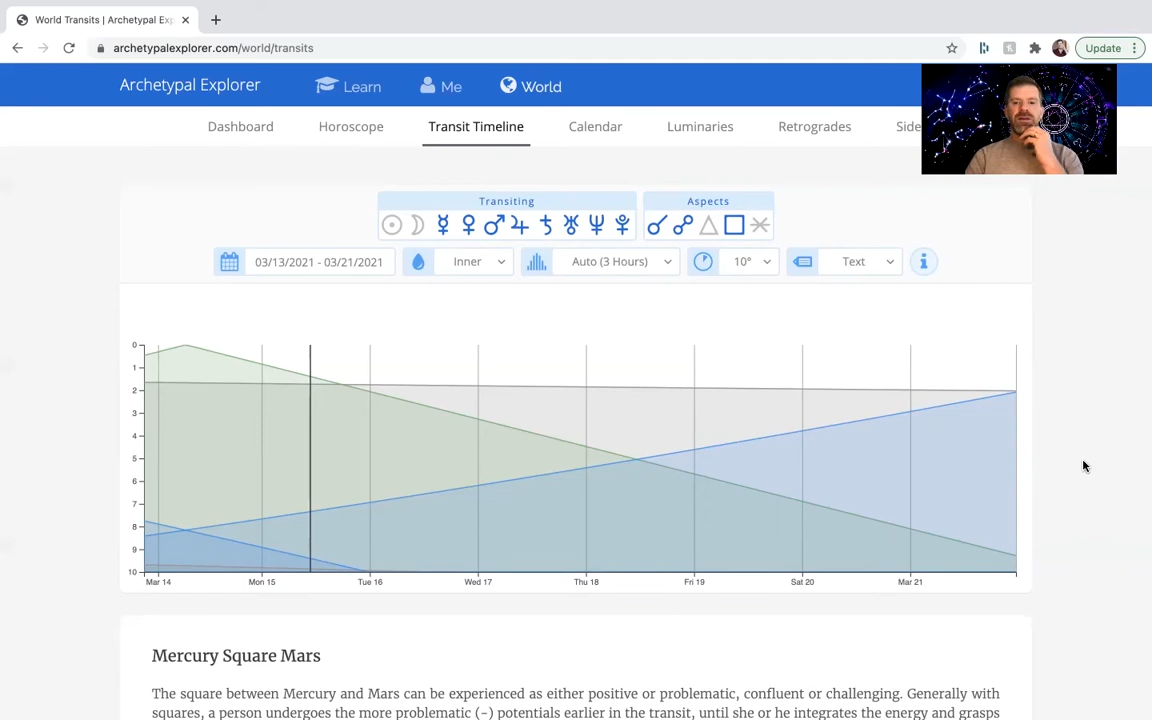 World Transits | Archetypal Exp
archetypalexplorer.com/world/transits
Update
Archetypal Explorer
Learn
Me
World
Dashboard
Horoscope
Transit Timeline
Calendar
Luminaries
Retrogrades
Side
Transiting
Aspects
03/13/2021 - 03/21/2021
Inner
Auto (3 Hours)
10°
Text
0
1
2
3
4
5
6
7
8
9
10
Mar 14
Mon 15
Tue 16
Wed 17
Thu 18
Fri 19
Sat 20
Mar 21
Mercury Square Mars
The square between Mercury and Mars can be experienced as either positive or problematic, confluent or challenging. Generally with
squares, a person undergoes the more problematic (-) potentials earlier in the transit, until she or he integrates the energy and grasps